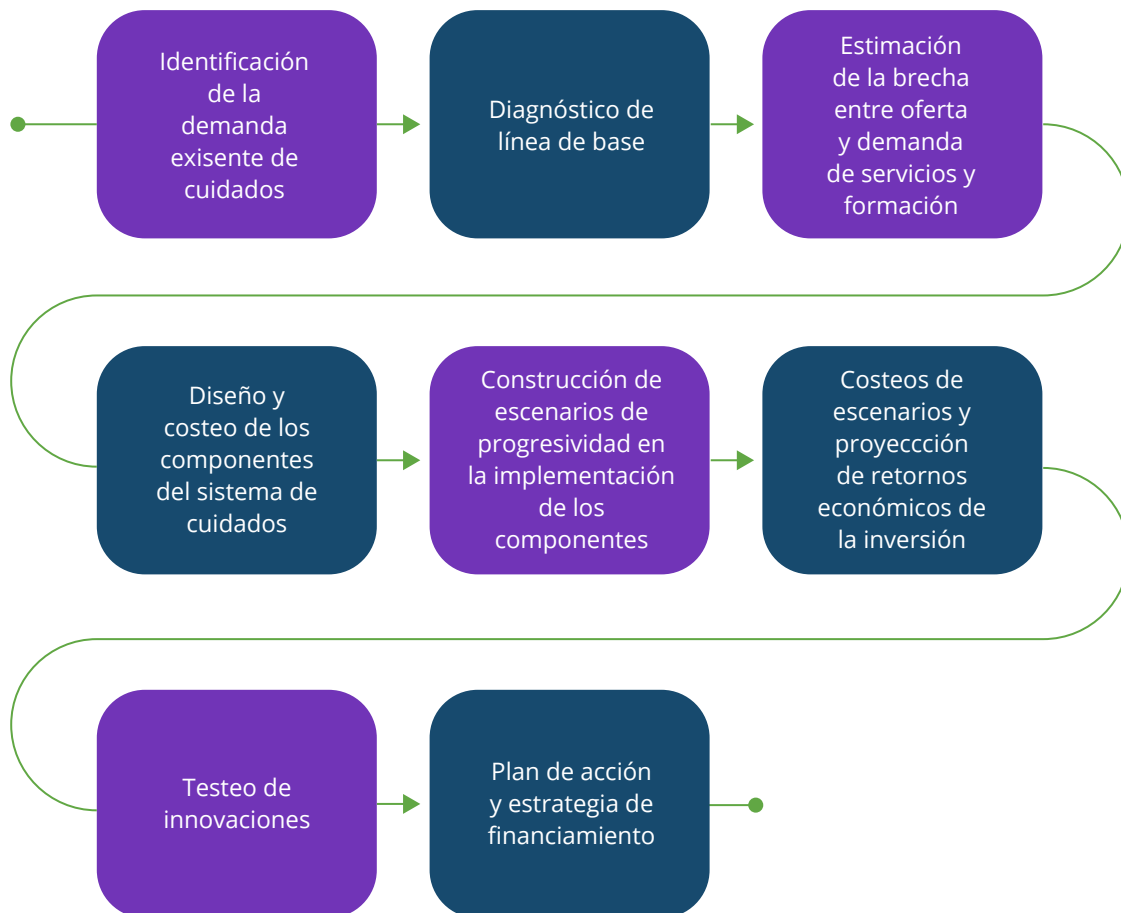 Identificación
de la
demanda
exisente de
cuidados
Diagnóstico de
línea de base
Estimación
de la brecha
entre oferta
y demanda
de servicios y
formación
Diseño y
costeo de los
componentes
del sistema de
cuidados
Construcción de
escenarios de
progresividad en
la implementación
de los
componentes
Costeos de
escenarios y
proyeccción
de retornos
económicos de
la inversión
Testeo de
innovaciones
Plan de acción
y estrategia de
financiamiento